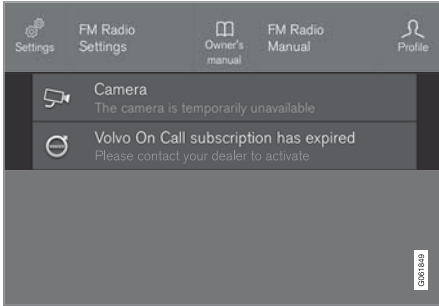 Settings
FM Radio
Settings
Owner's
manual
FM Radio
Manual
Profile
Camera
The camera is temporarily unavailable
Volvo On Call subscription has expired
Please contact your dealer to activate
G061849